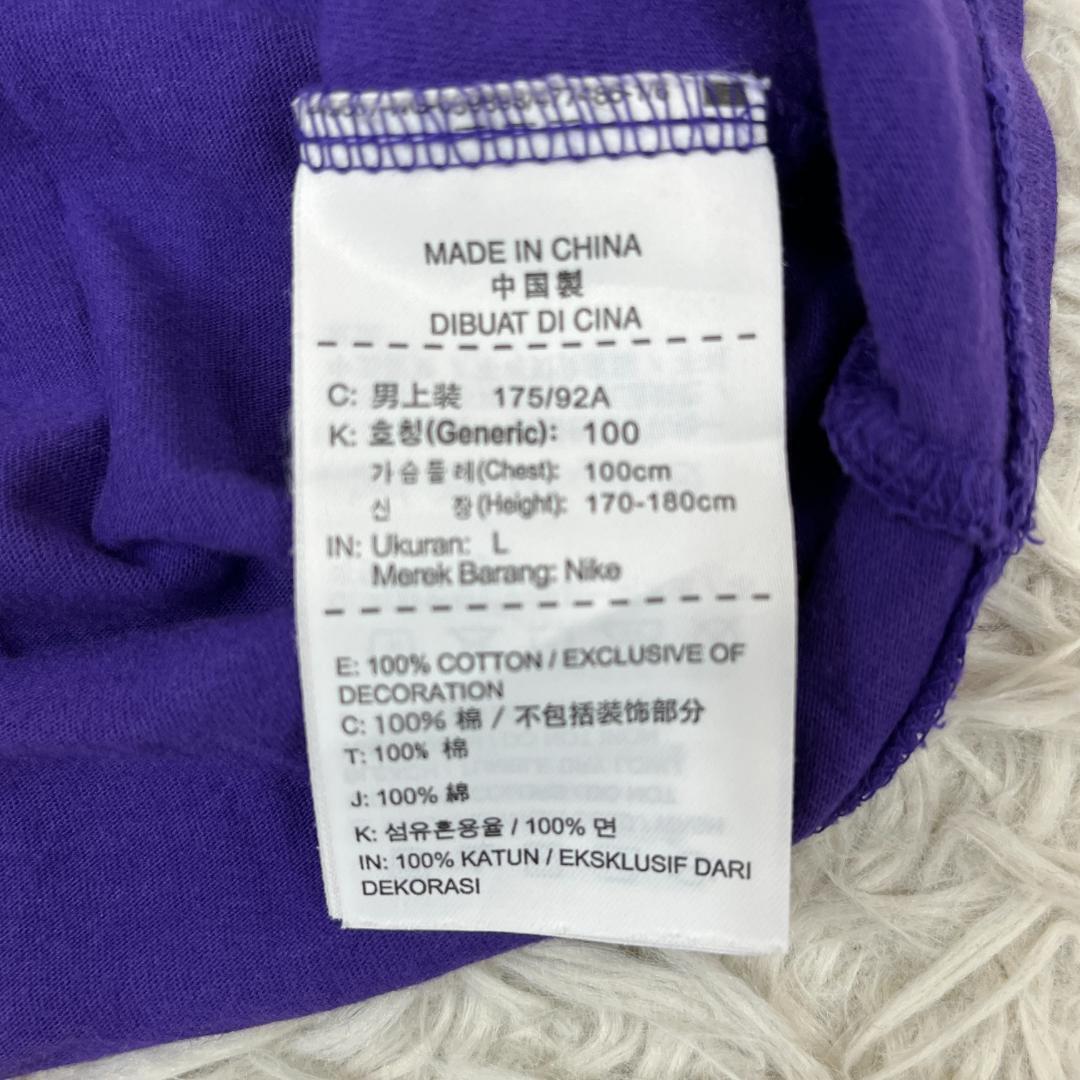 MADE IN CHINA
中国製
DIBUAT DI CINA
C: 男上装 175/92A
K: 호칭(Generic): 100
가슴둘레(Chest): 100cm
신 장(Height): 170-180cm
IN: Ukuran: L
Merek Barang: Nike
E: 100% COTTON / EXCLUSIVE OF
DECORATION
C: 100% 棉 / 不包括装饰部分
T: 100% 棉
J: 100% 綿
K: 섬유혼용율 / 100% 면
IN: 100% KATUN / EKSKLUSIF DARI
DEKORASI